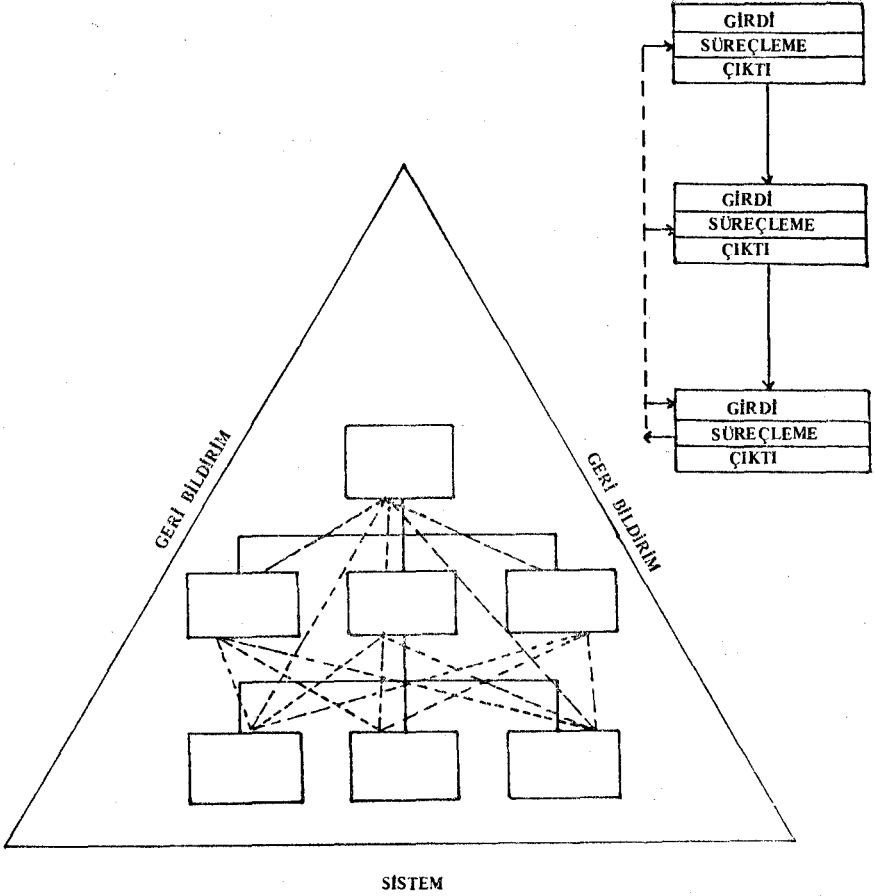 GİRDİ
SÜREÇLEME
ÇIKTI
GİRDİ
SÜREÇLEME
ÇIKTI
GİRDİ
SÜREÇLEME
ÇIKTI
GERİ BİLDİRİM
GERİ BİLDİRİM
SİSTEM